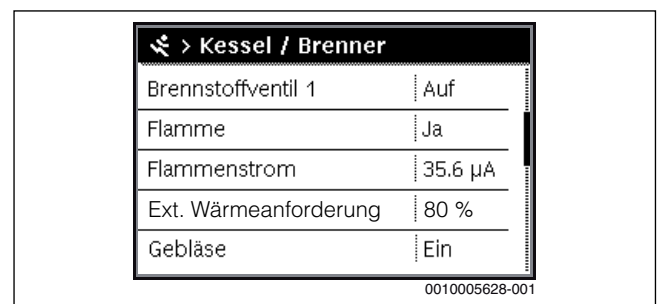 > Kessel / Brenner
Brennstoffventil 1 Auf
Flamme Ja
Flammenstrom 35.6 µA
Ext. Wärmeanforderung 80 %
Gebläse Ein
0010005628-001